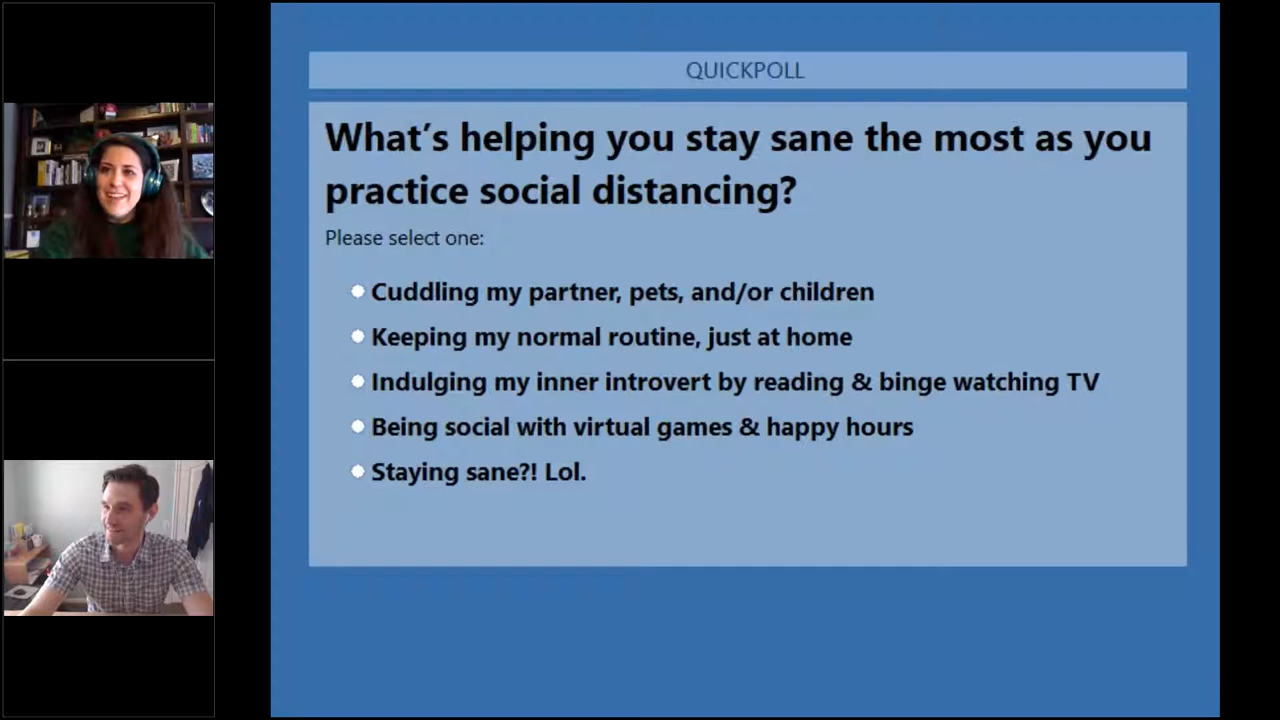 QUICKPOLL
What's helping you stay sane the most as you
practice social distancing?
Please select one:
Cuddling my partner, pets, and/or children
Keeping my normal routine, just at home
Indulging my inner introvert by reading & binge watching TV
Being social with virtual games & happy hours
Staying sane?! Lol.